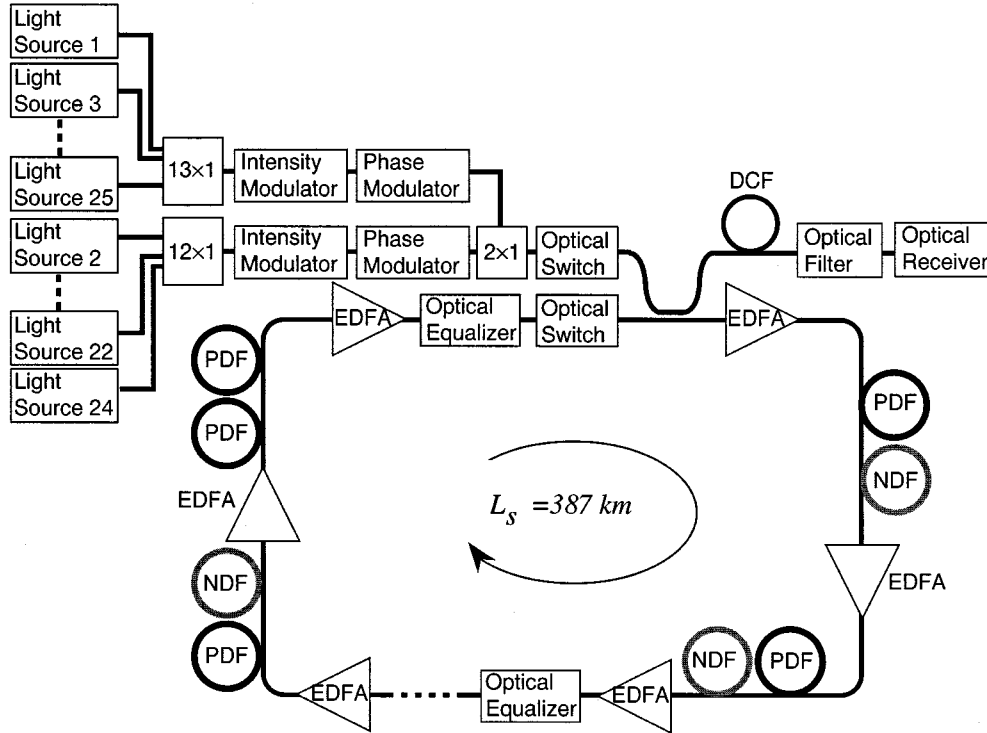 Light
Source 1
Light
Source 3
Light
Source 25
13×1
Intensity
Modulator
Phase
Modulator
DCF
Light
Source 2
12×1
Intensity
Modulator
Phase
Modulator
2×1
Optical
Switch
Optical
Filter
Optical
Receiver
Light
Source 22
Light
Source 24
EDFA
Optical
Equalizer
Optical
Switch
EDFA
PDF
PDF
PDF
NDF
EDFA
L_s =387 km
NDF
PDF
EDFA
NDF
PDF
EDFA
Optical
Equalizer
EDFA